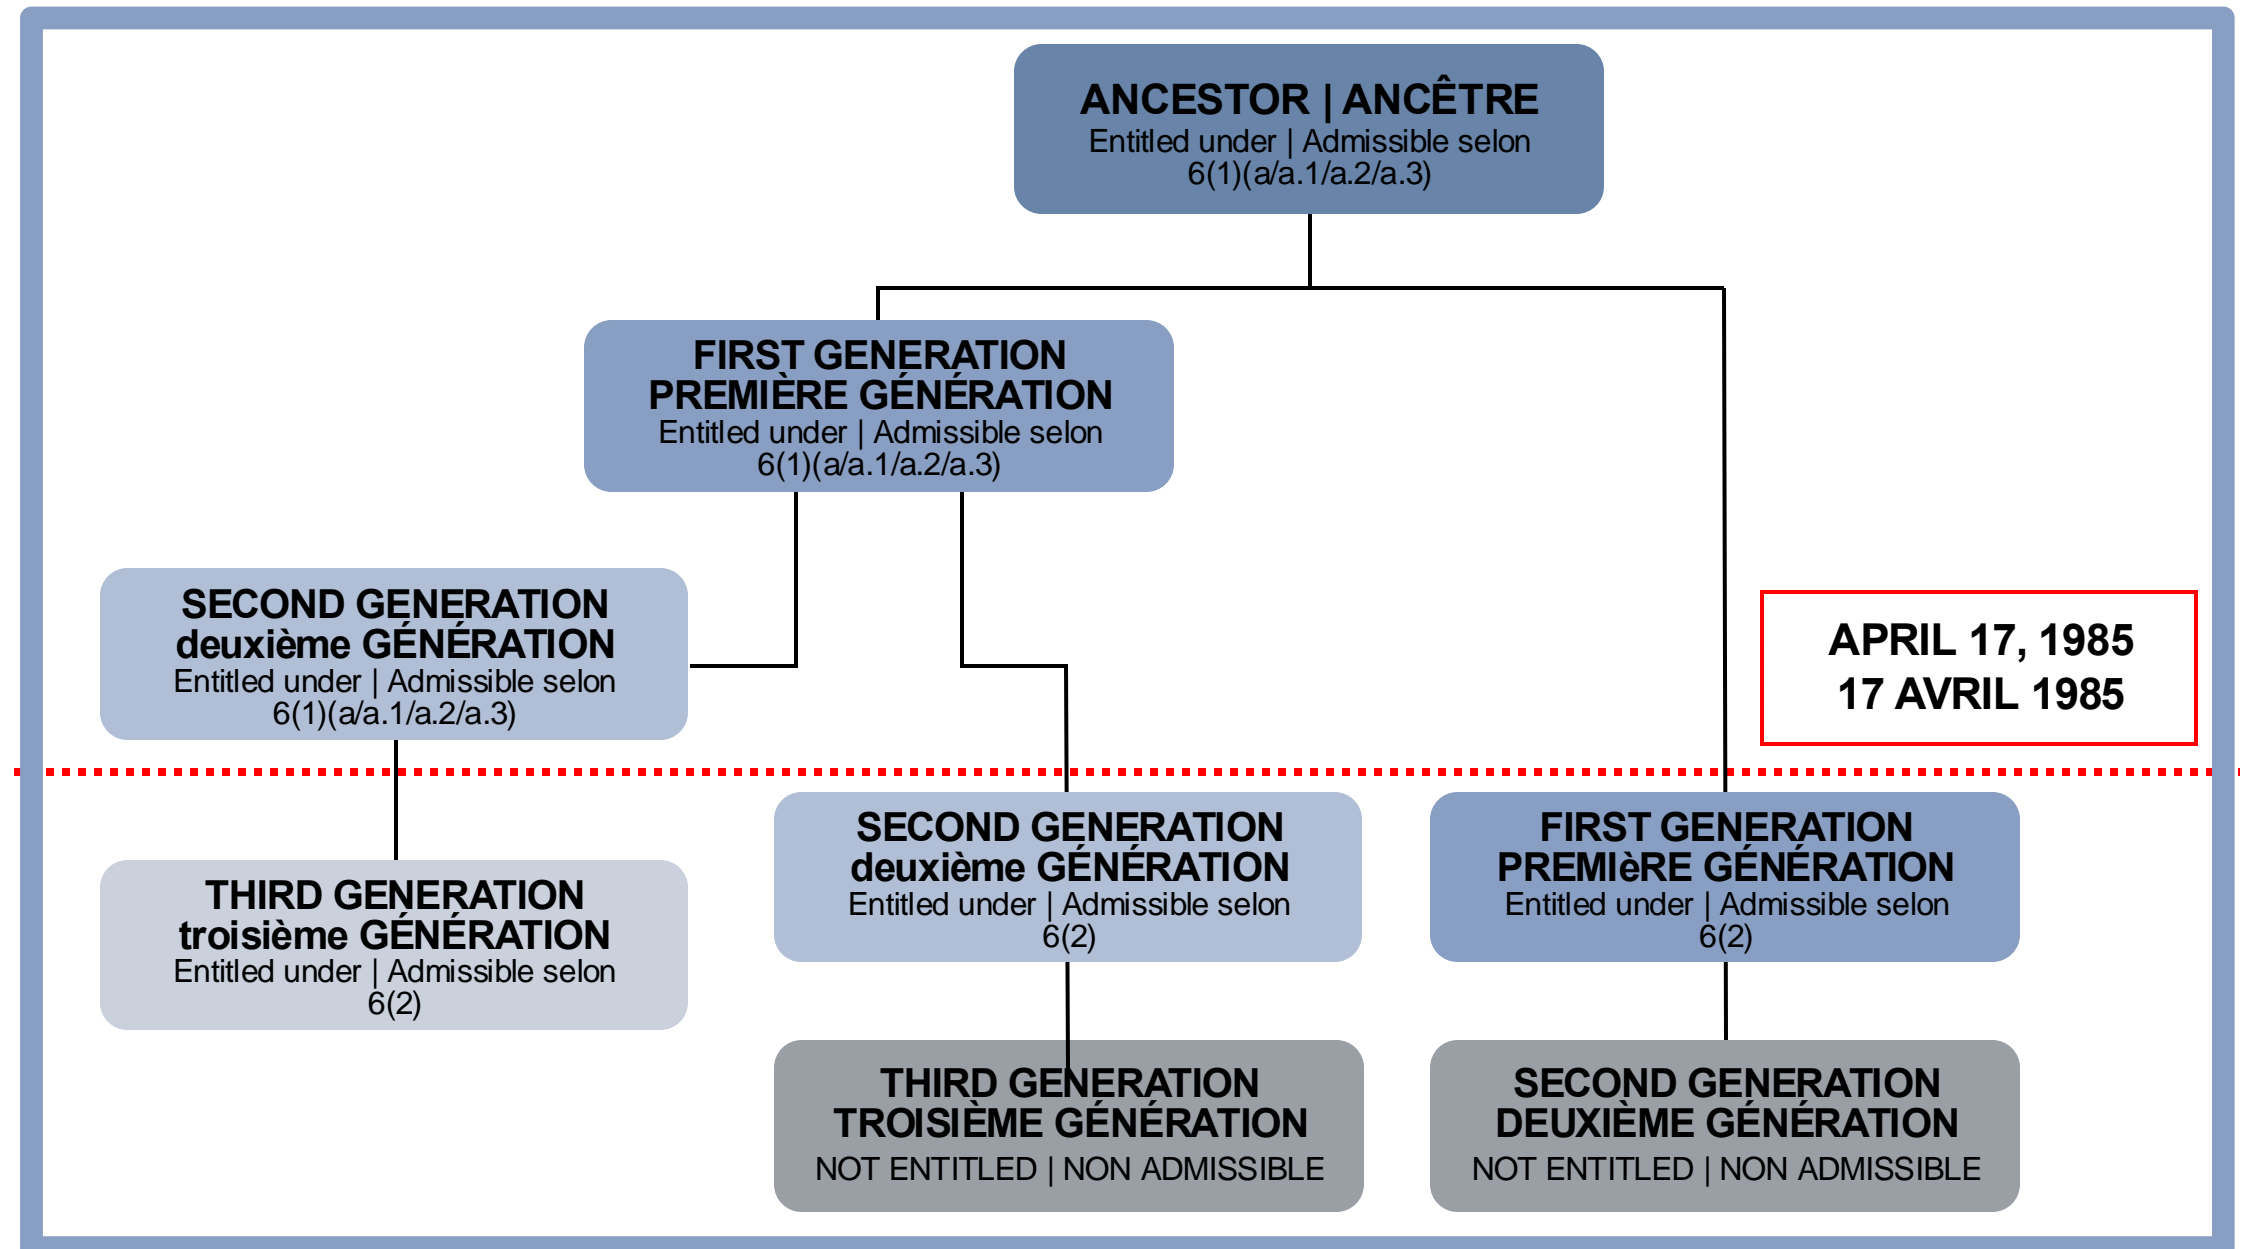 ANCESTOR | ANCÊTRE
Entitled under | Admissible selon
6(1)(a/a.1/a.2/a.3)
FIRST GENERATION
PREMIÈRE GÉNÉRATION
Entitled under | Admissible selon
6(1)(a/a.1/a.2/a.3)
SECOND GENERATION
deuxième GÉNÉRATION
Entitled under | Admissible selon
6(1)(a/a.1/a.2/a.3)
APRIL 17, 1985
17 AVRIL 1985
THIRD GENERATION
troisième GÉNÉRATION
Entitled under | Admissible selon
6(2)
SECOND GENERATION
deuxième GÉNÉRATION
Entitled under | Admissible selon
6(2)
FIRST GENERATION
PREMIèRE GÉNÉRATION
Entitled under | Admissible selon
6(2)
THIRD GENERATION
TROISIÈME GÉNÉRATION
NOT ENTITLED | NON ADMISSIBLE
SECOND GENERATION
DEUXIÈME GÉNÉRATION
NOT ENTITLED | NON ADMISSIBLE